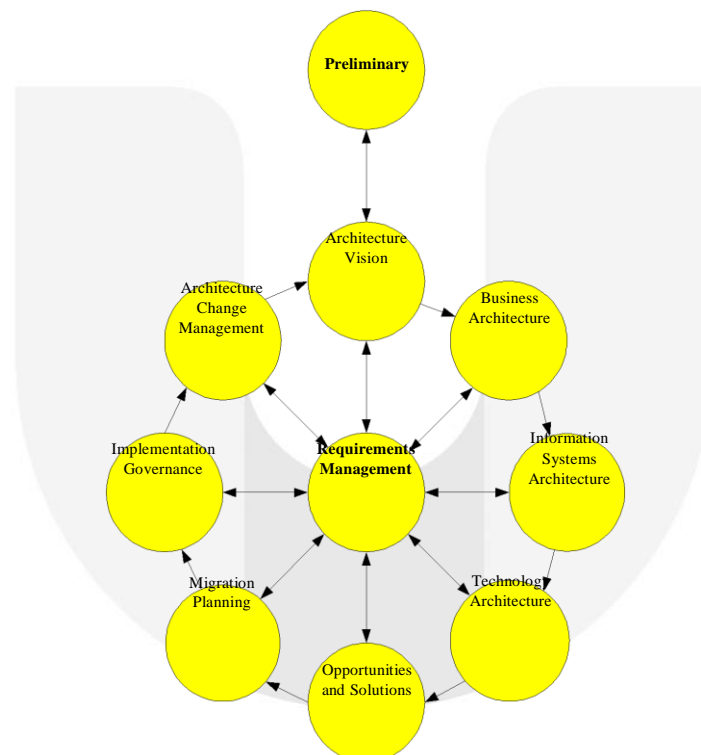 Preliminary
Architecture
Vision
Architecture
Change
Management
Business
Architecture
Implementation
Governance
Requirements
Management
Information
Systems
Architecture
Migration
Planning
Technology
Architecture
Opportunities
and Solutions